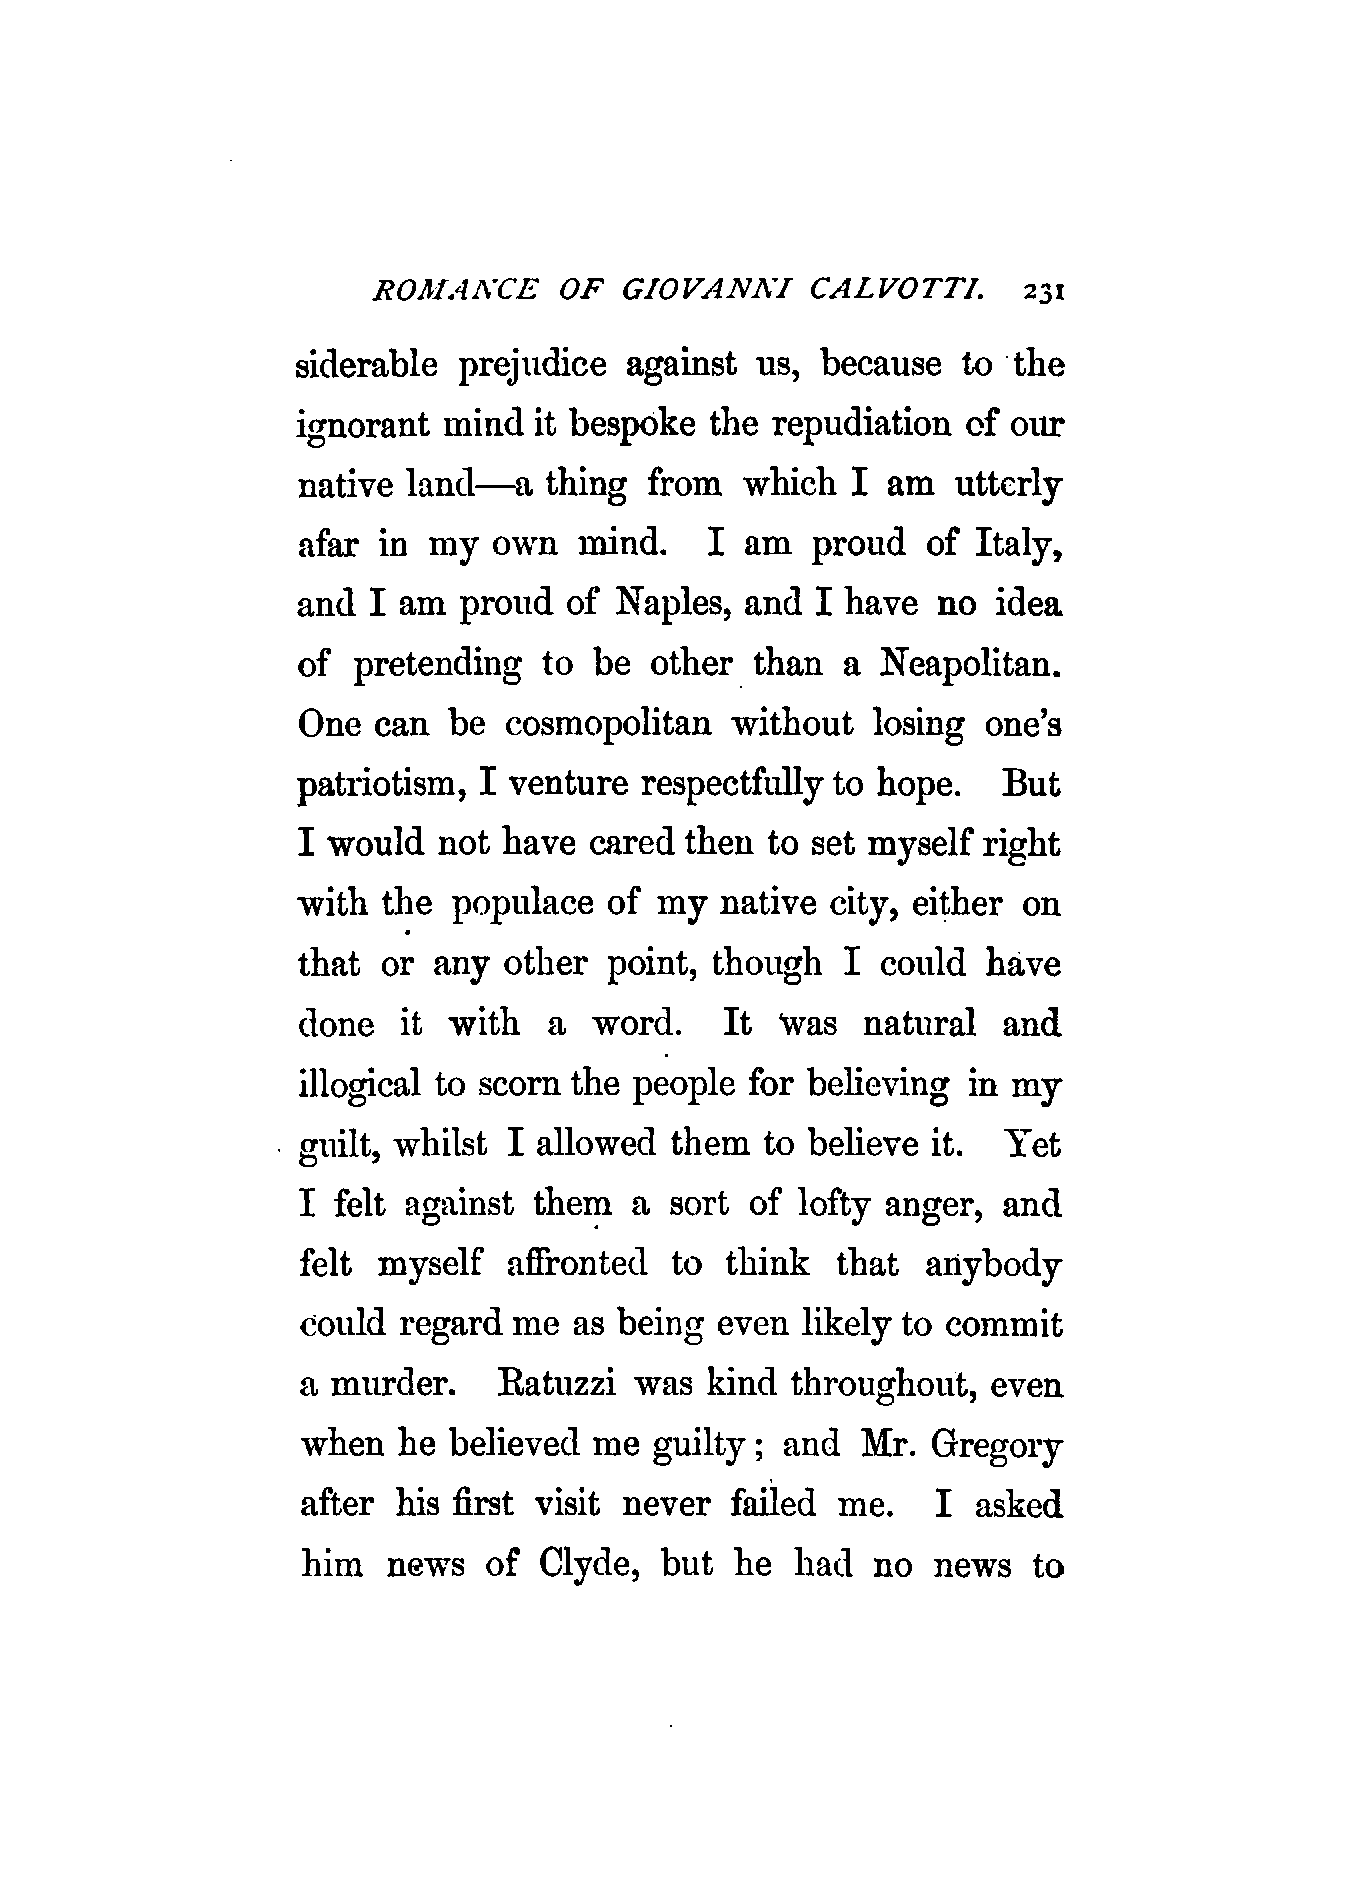 ROMANCE OF GIOVANNI CALVOTTI. 231
siderable prejudice against us, because to the
ignorant mind it bespoke the repudiation of our
native land—a thing from which I am utterly
afar in my own mind. I am proud of Italy,
and I am proud of Naples, and I have no idea
of pretending to be other than a Neapolitan.
One can be cosmopolitan without losing one's
patriotism, I venture respectfully to hope. But
I would not have cared then to set myself right
with the populace of my native city, either on
that or any other point, though I could have
done it with a word. It was natural and
illogical to scorn the people for believing in my
guilt, whilst I allowed them to believe it. Yet
I felt against them a sort of lofty anger, and
felt myself affronted to think that anybody
could regard me as being even likely to commit
a murder. Ratuzzi was kind throughout, even
when he believed me guilty; and Mr. Gregory
after his first visit never failed me. I asked
him news of Clyde, but he had no news to